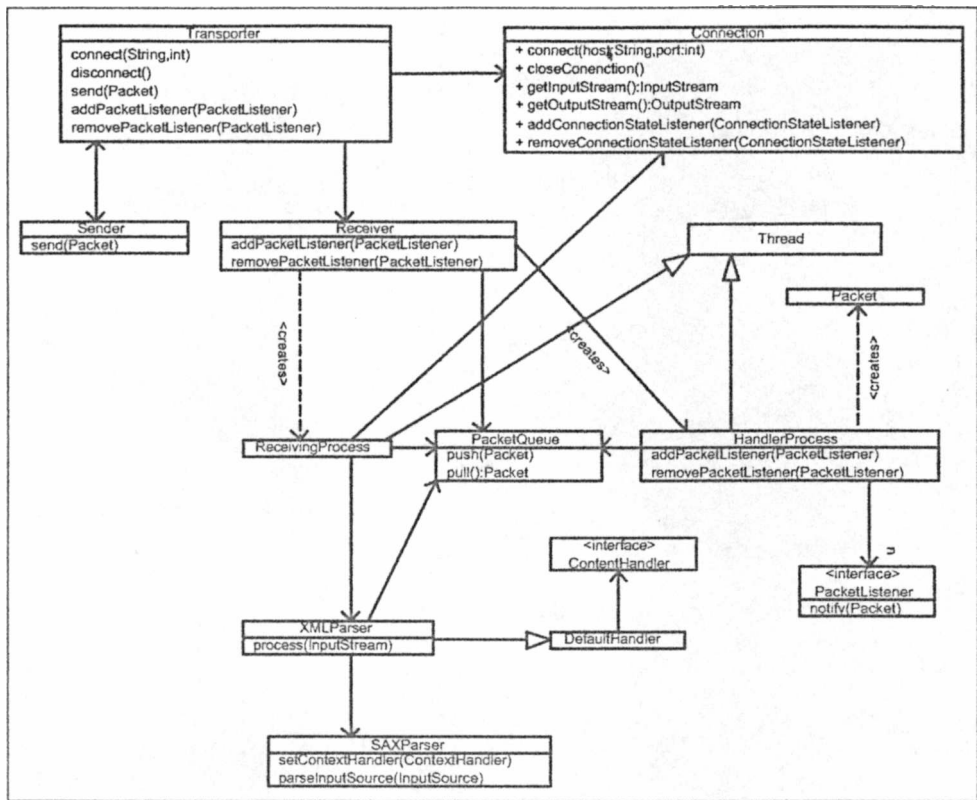 Transporter
connect(String,int)
disconnect()
send(Packet)
addPacketListener(PacketListener)
removePacketListener(PacketListener)
Connection
+ connect(host:String,port:int)
+ closeConenction()
+ getInputStream():InputStream
+ getOutputStream():OutputStream
+ addConnectionStateListener(ConnectionStateListener)
+ removeConnectionStateListener(ConnectionStateListener)
Sender
send(Packet)
Receiver
addPacketListener(PacketListener)
removePacketListener(PacketListener)
Thread
Packet
<creates>
<creates>
<creates>
ReceivingProcess
PacketQueue
push(Packet)
pull():Packet
HandlerProcess
addPacketListener(PacketListener)
removePacketListener(PacketListener)
n
<interface>
ContentHandler
<interface>
PacketListener
notify(Packet)
XMLParser
process(InputStream)
DefaultHandler
SAXParser
setContextHandler(ContextHandler)
parseInputSource(InputSource)